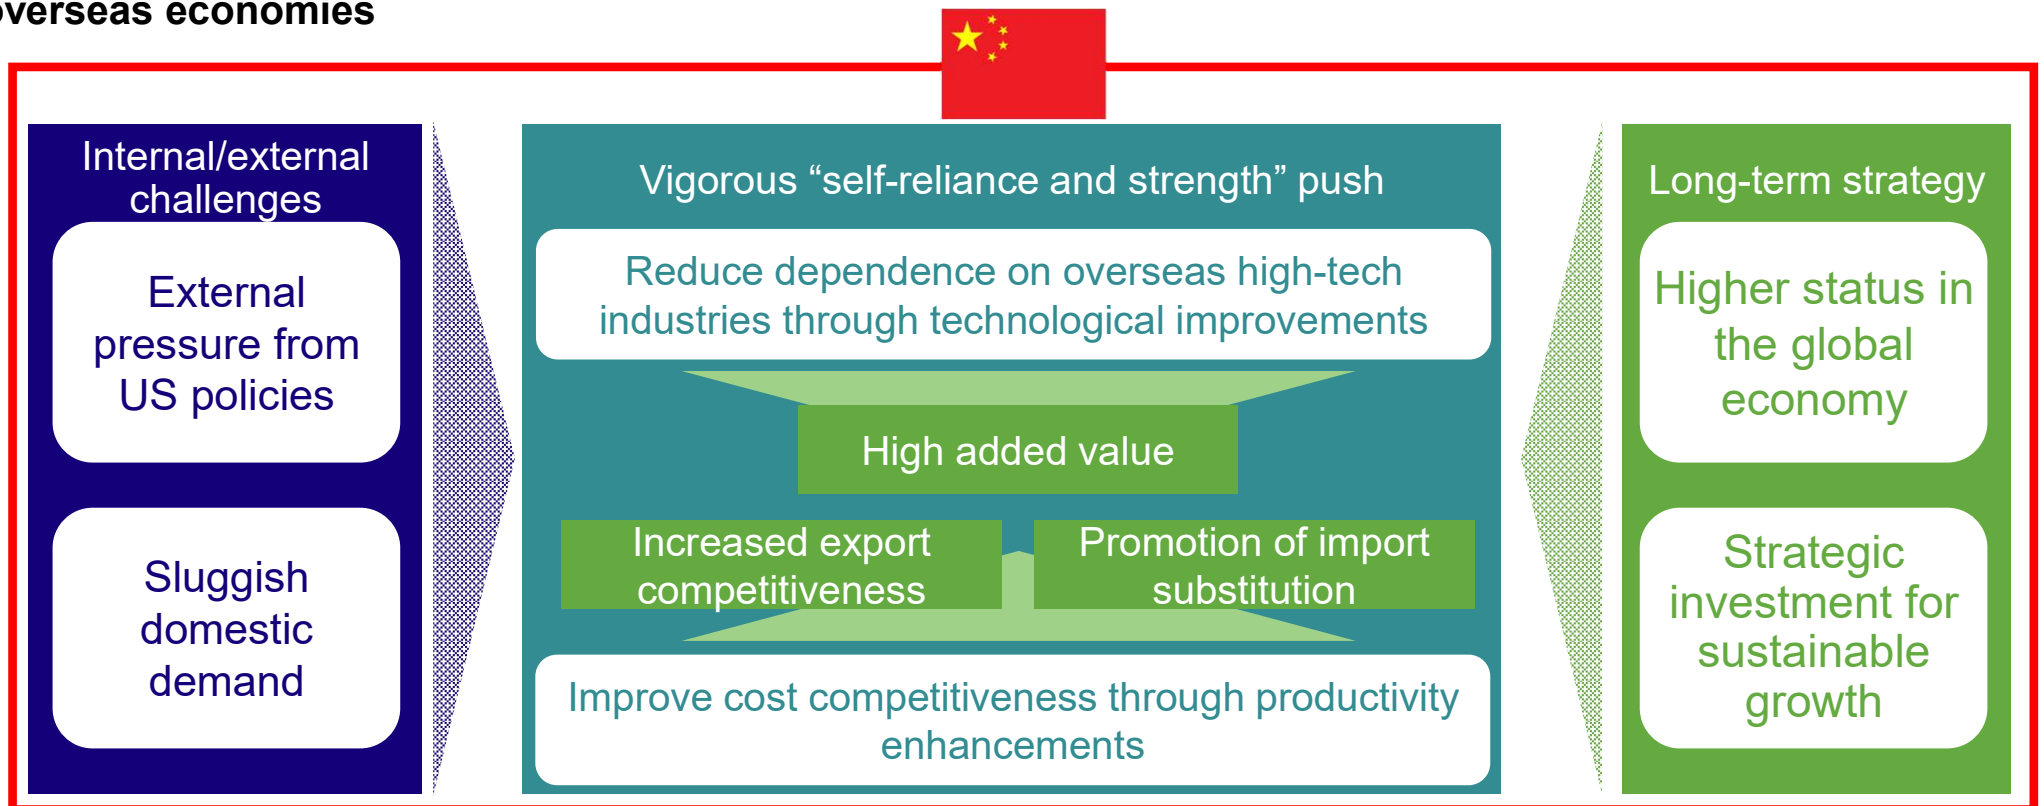 overseas economies
Internal/external
challenges
External
pressure from
US policies
Sluggish
domestic
demand
Vigorous “self-reliance and strength” push
Reduce dependence on overseas high-tech
industries through technological improvements
High added value
Increased export
competitiveness
Promotion of import
substitution
Improve cost competitiveness through productivity
enhancements
Long-term strategy
Higher status in
the global
economy
Strategic
investment for
sustainable
growth